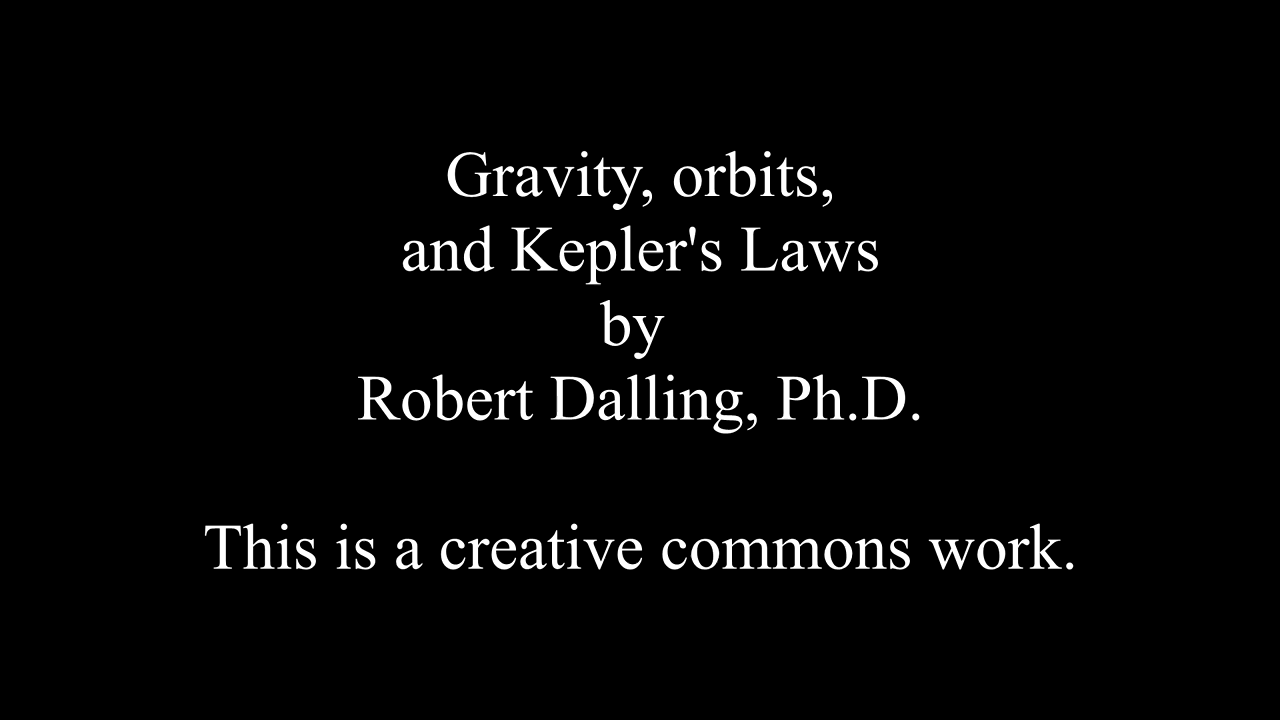 Gravity, orbits,
and Kepler's Laws
by
Robert Dalling, Ph.D.
This is a creative commons work.